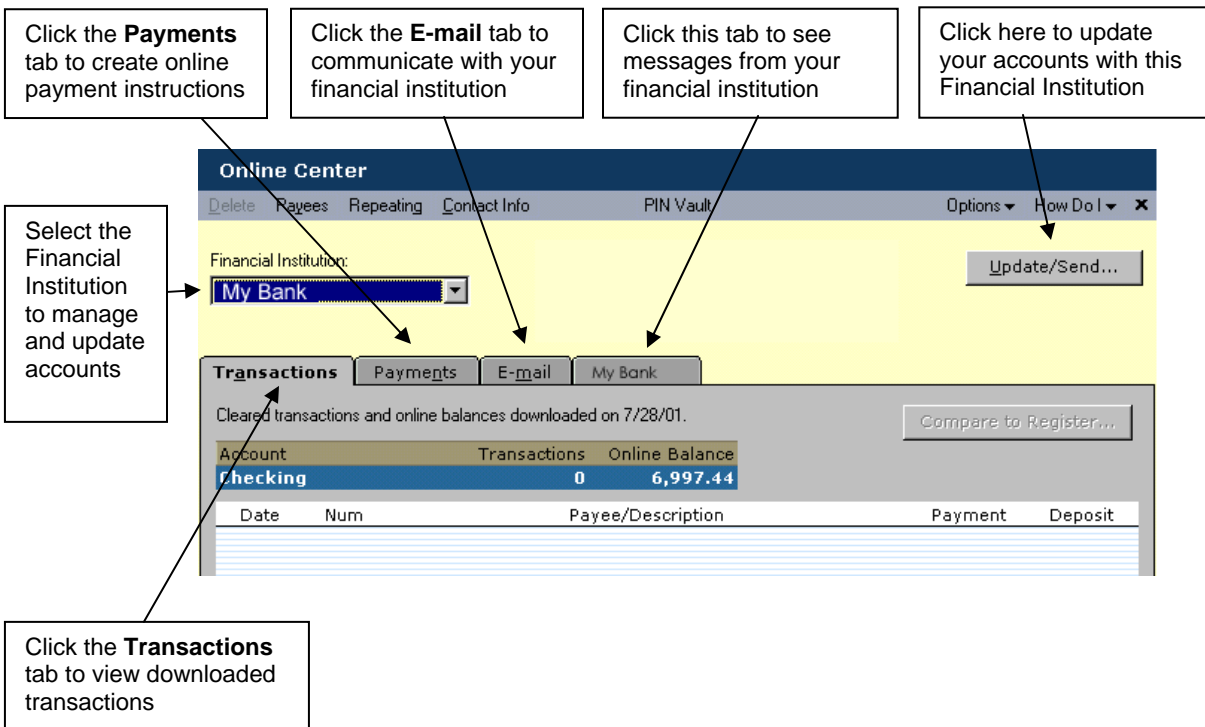 Click the Payments
tab to create online
payment instructions
Click the E-mail tab to
communicate with your
financial institution
Click this tab to see
messages from your
financial institution
Click here to update
your accounts with this
Financial Institution
Select the
Financial
Institution
to manage
and update
accounts
Online Center
Delete Payees Repeating Contact Info PIN Vault Options How Do I
Financial Institution:
My Bank
Update/Send...
Transactions Payments E-mail My Bank
Cleared transactions and online balances downloaded on 7/28/01.
Compare to Register...
Account Transactions Online Balance
Checking 0 6,997.44
Date Num Payee/Description Payment Deposit
Click the Transactions
tab to view downloaded
transactions